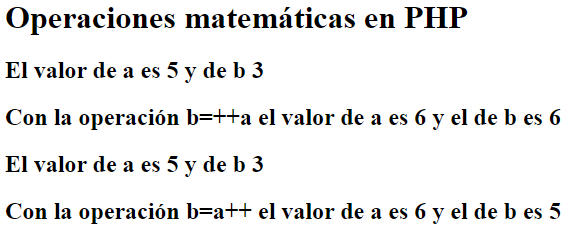 Operaciones matemáticas en PHP
El valor de a es 5 y de b 3
Con la operación b=++a el valor de a es 6 y el de b es 6
El valor de a es 5 y de b 3
Con la operación b=a++ el valor de a es 6 y el de b es 5